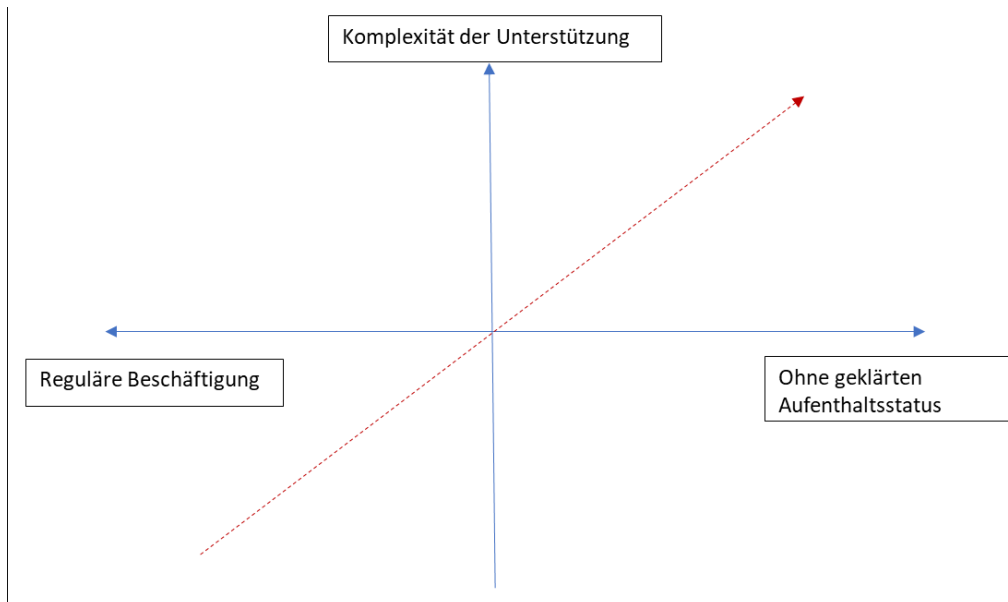 Komplexität der Unterstützung
Reguläre Beschäftigung
Ohne geklärten
Aufenthaltsstatus